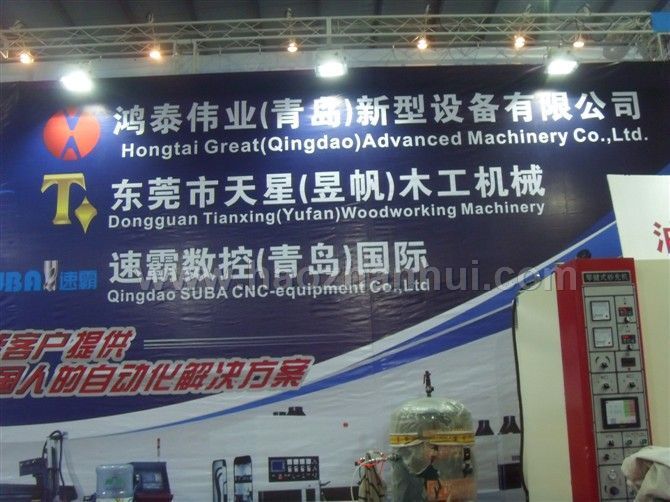 鸿泰伟业(青岛)新型设备有限公司
Hongtai Great(Qingdao)Advanced Machinery Co.,Ltd.
东莞市天星(昱帆)木工机械
Dongguan Tianxing(Yufan)Woodworking Machinery
速霸数控(青岛)国际
SUBA 速霸
Qingdao SUBA CNC-equipment Co.,Ltd
客户提供
国人的自动化解决方案